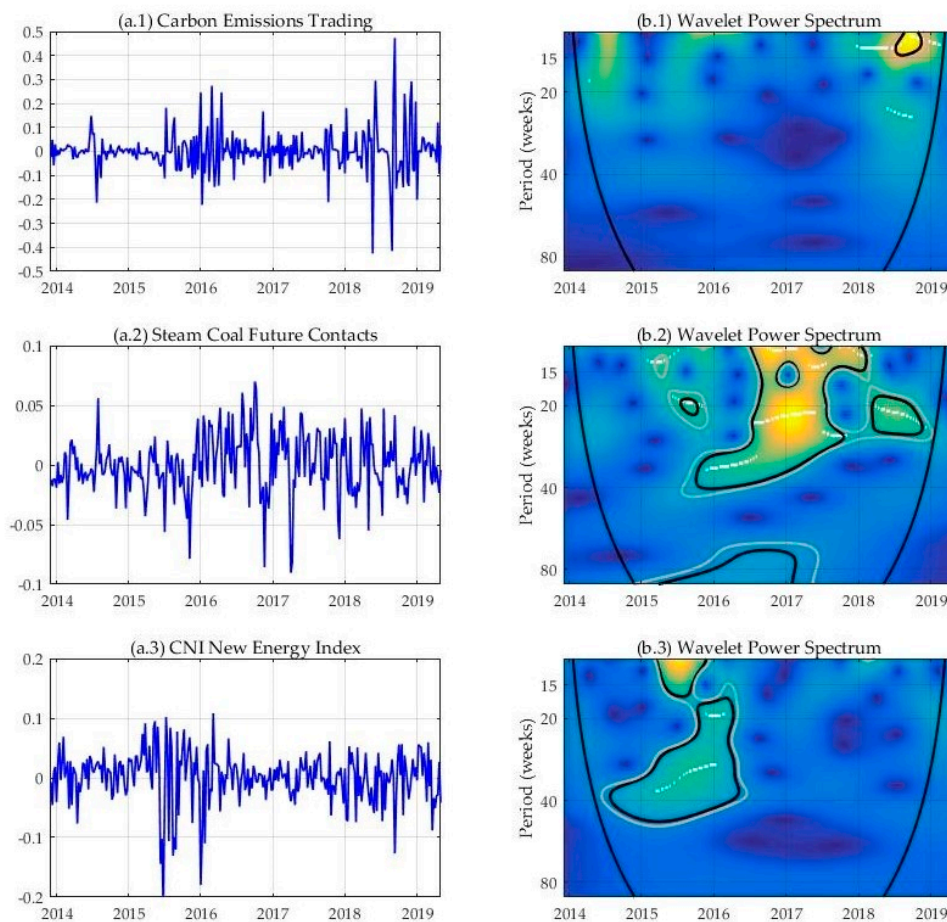 (a.1) Carbon Emissions Trading
0.5
0.4
0.3
0.2
0.1
0
-0.1
-0.2
-0.3
-0.4
-0.5
2014 2015 2016 2017 2018 2019
(b.1) Wavelet Power Spectrum
Period (weeks)
15
20
40
80
2014 2015 2016 2017 2018 2019
(a.2) Steam Coal Future Contacts
0.1
0.05
0
-0.05
-0.1
2014 2015 2016 2017 2018 2019
(b.2) Wavelet Power Spectrum
Period (weeks)
15
20
40
80
2014 2015 2016 2017 2018 2019
(a.3) CNI New Energy Index
0.2
0.1
0
-0.1
-0.2
2014 2015 2016 2017 2018 2019
(b.3) Wavelet Power Spectrum
Period (weeks)
15
20
40
80
2014 2015 2016 2017 2018 2019